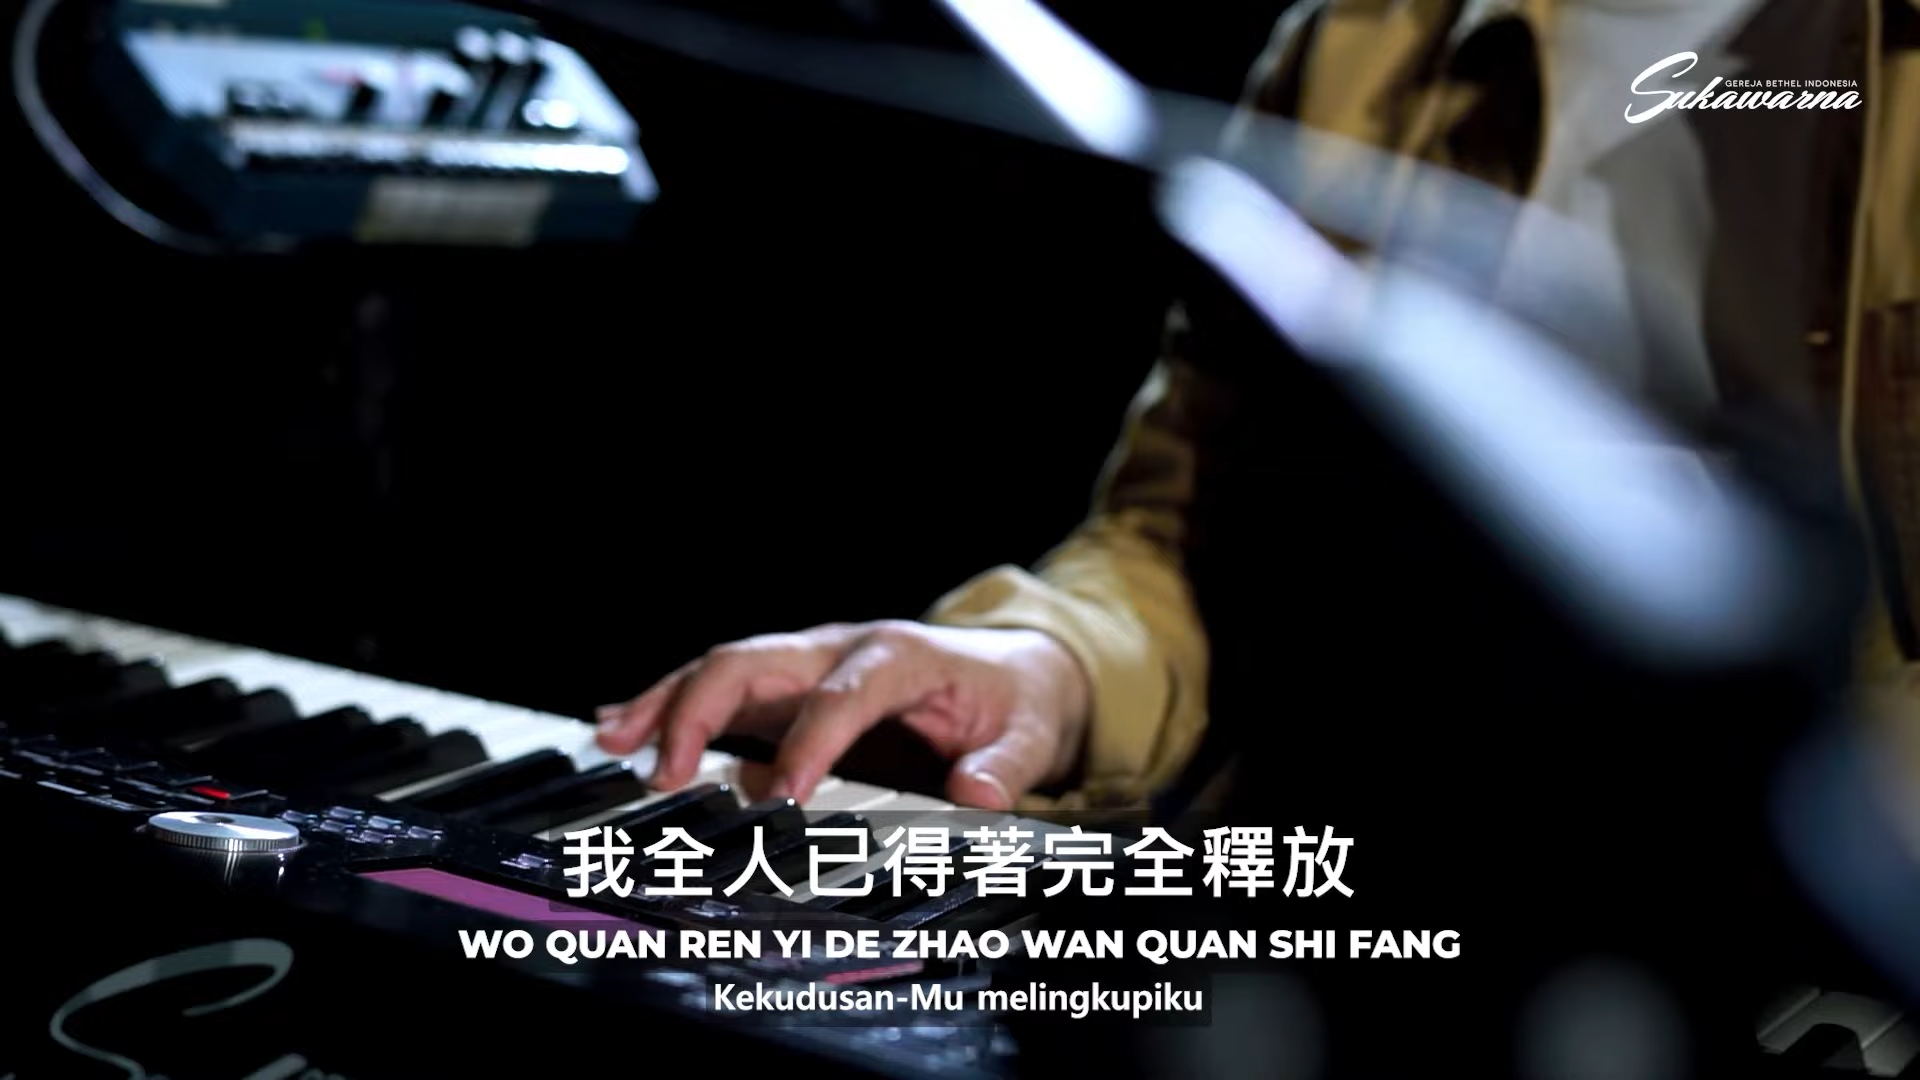 GEREJA BETHEL INDONESIA
Sukawarna
我全人已得著完全釋放
WO QUAN REN YI DE ZHAO WAN QUAN SHI FANG
Kekudusan-Mu melingkupiku